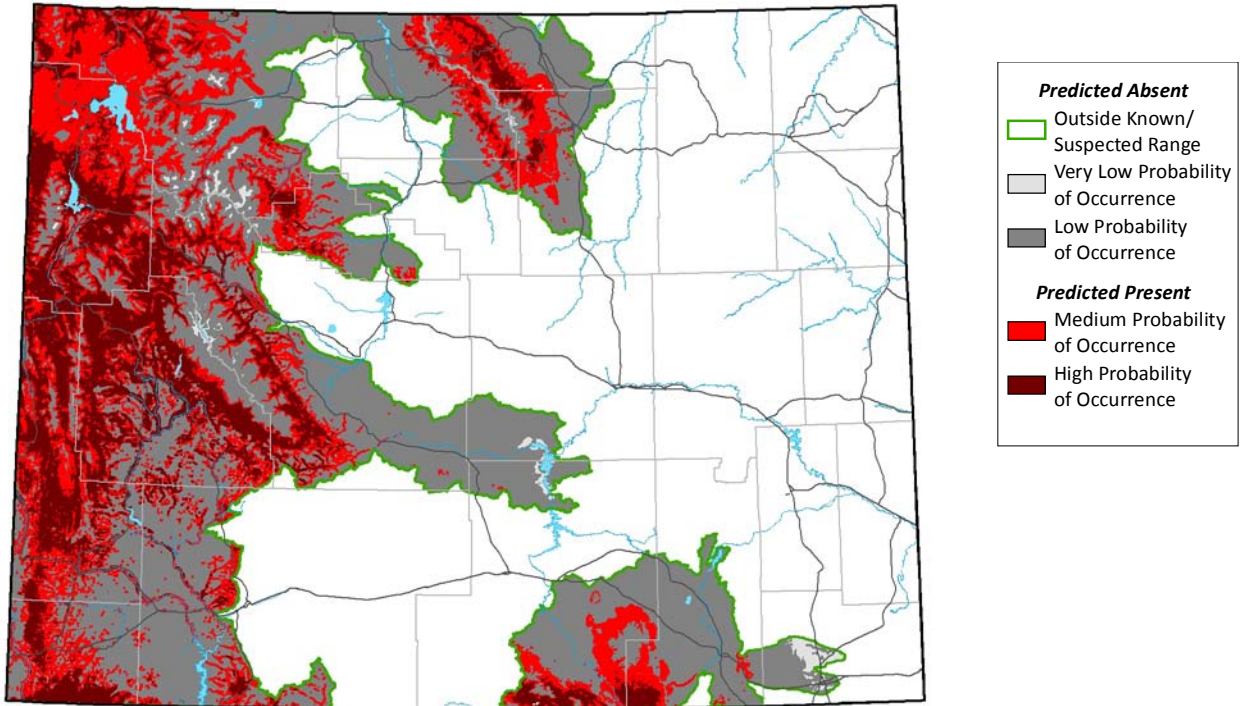 Predicted Absent
Outside Known/
Suspected Range
Very Low Probability
of Occurrence
Low Probability
of Occurrence
Predicted Present
Medium Probability
of Occurrence
High Probability
of Occurrence